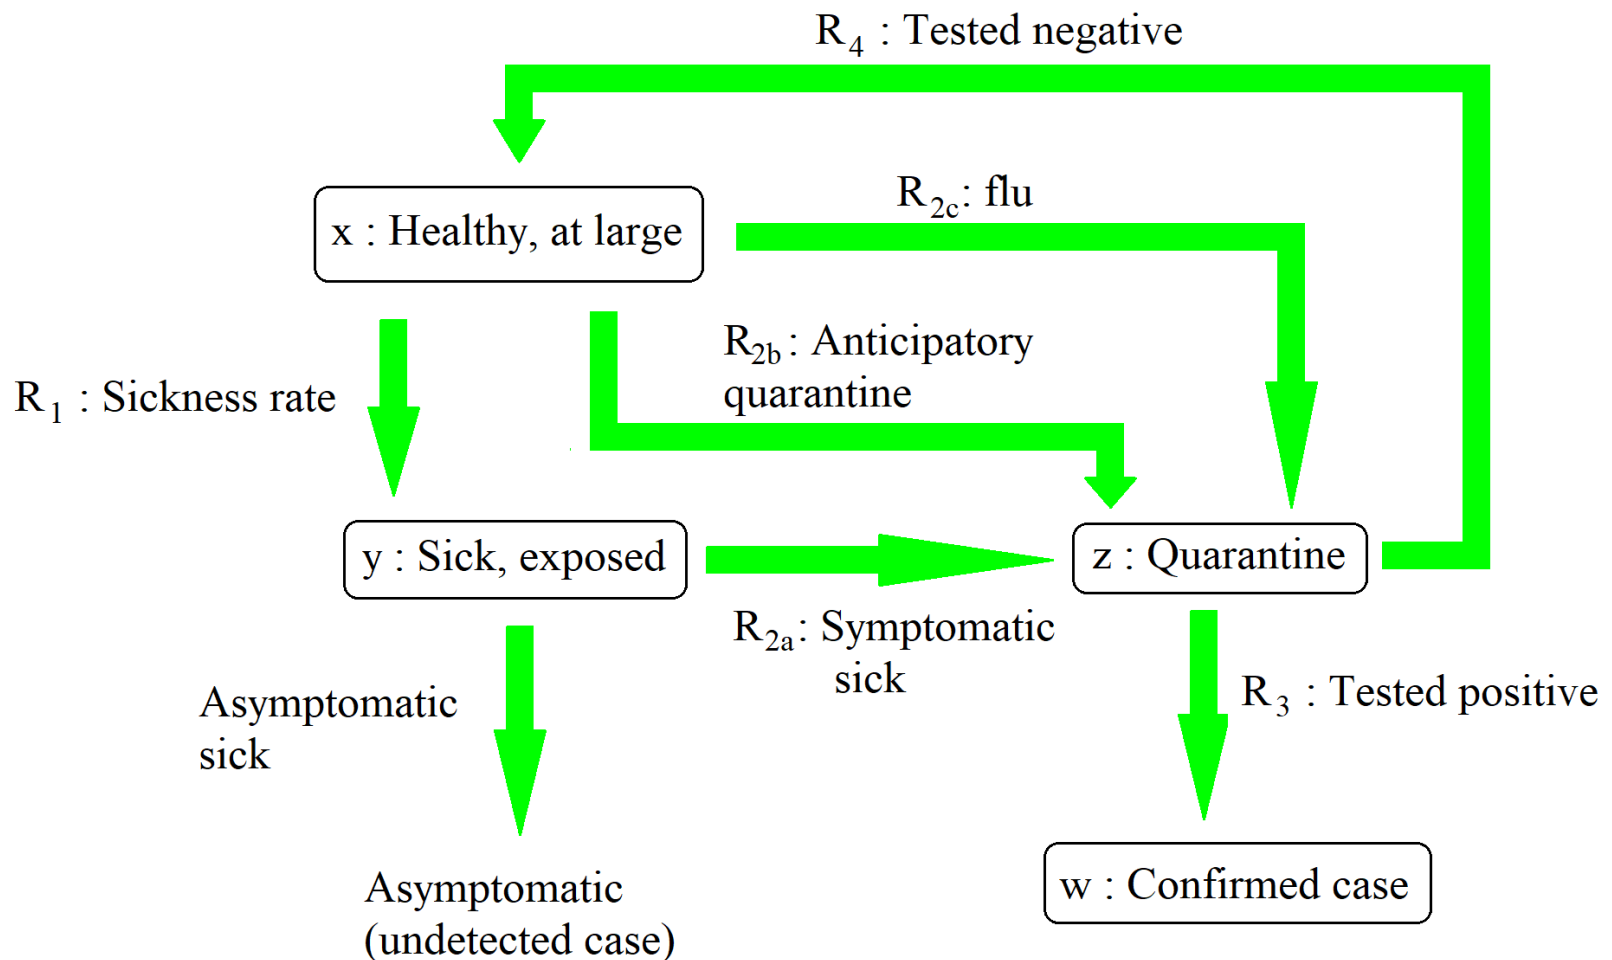 R₄ : Tested negative
x : Healthy, at large
R₂c: flu
R₂b: Anticipatory
quarantine
R₁ : Sickness rate
y : Sick, exposed
z : Quarantine
R₂a: Symptomatic
sick
Asymptomatic
sick
R₃ : Tested positive
Asymptomatic
(undetected case)
w : Confirmed case